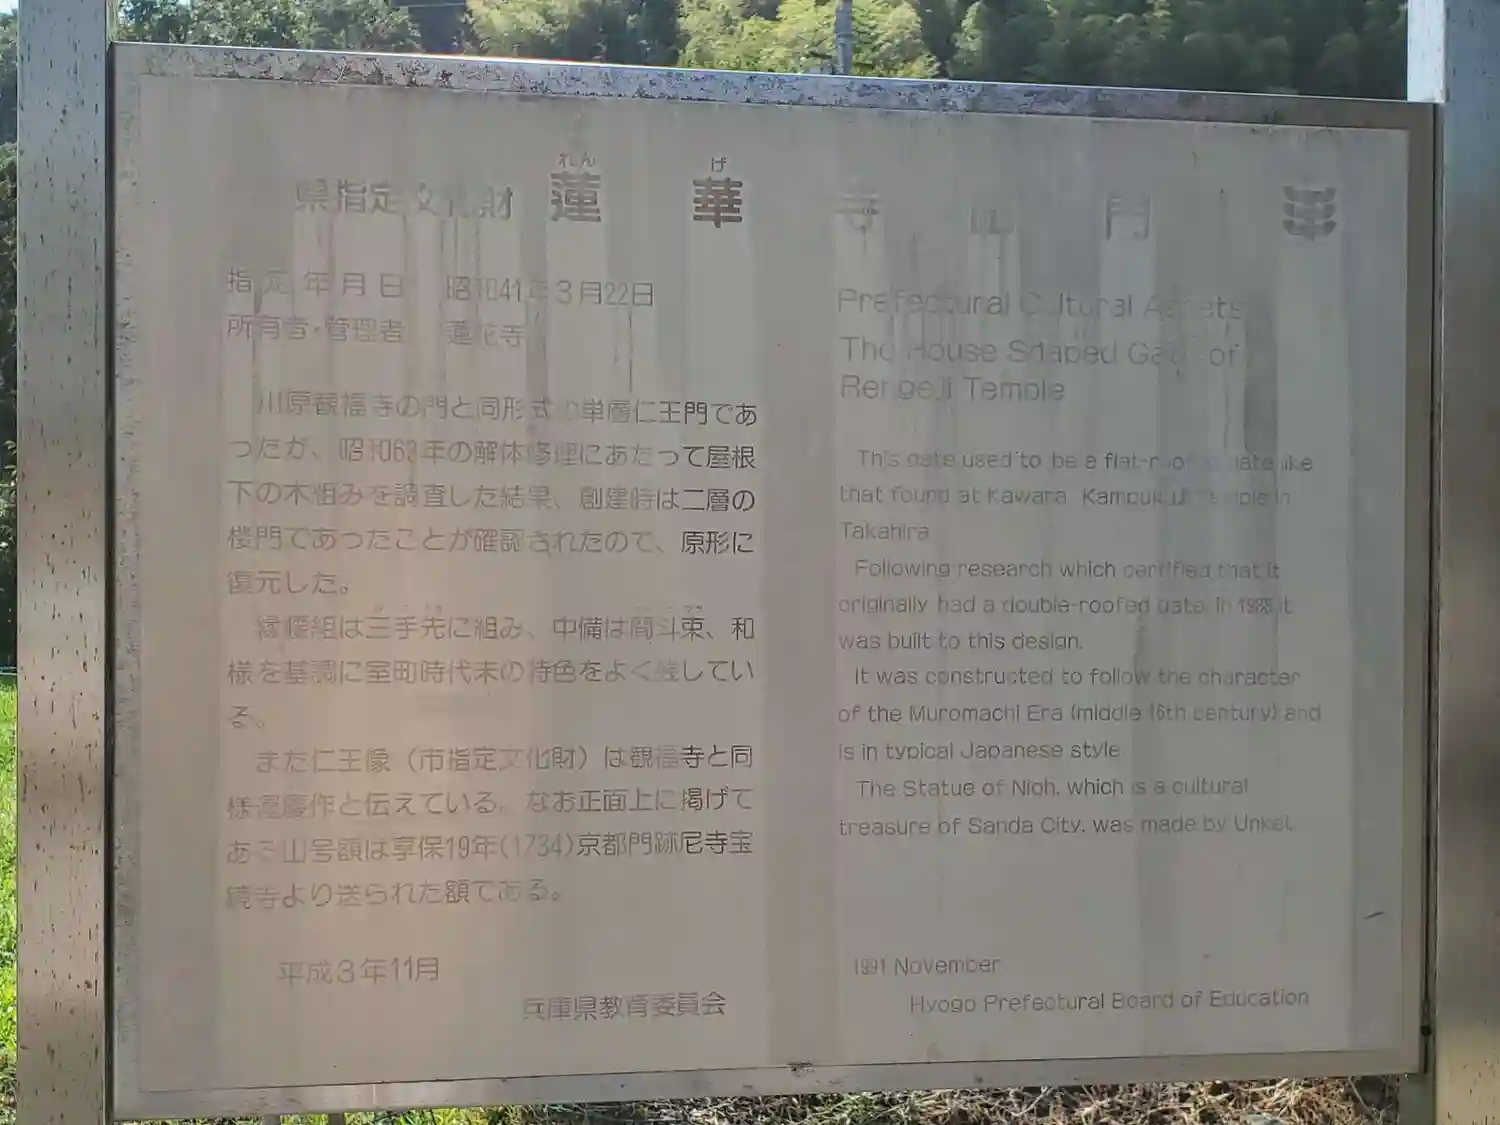 れん げ
県指定文化財 蓮 華 寺 山 門
指定年月日 昭和41年3月22日
所有者・管理者 蓮花寺
川原観福寺の門と同形式の単層仁王門であ
ったが、昭和63年の解体修理にあたって屋根
下の木組みを調査した結果、創建時は二層の
楼門であったことが確認されたので、原形に
復元した。
縁腰組は三手先に組み、中備は間斗束、和
様を基調に室町時代末の特色をよく残してい
る。
また仁王像（市指定文化財）は観福寺と同
様運慶作と伝えている。なお正面上に掲げて
ある山号額は享保19年(1734)京都門跡尼寺宝
鏡寺より送られた額である。
平成3年11月
兵庫県教育委員会
Prefectural Cultural Assets
The House Shaped Gate of
Rengeji Temple
This gate used to be a flat-roofed gate like
that found at Kawara Kampukuji Temple in
Takahira
Following research which certified that it
originally had a double-roofed gate, in 1988 it
was built to this design.
It was constructed to follow the character
of the Muromachi Era (middle 16th century) and
is in typical Japanese style
The Statue of Nioh, which is a cultural
treasure of Sanda City, was made by Unkei.
1991 November
Hyogo Prefectural Board of Education